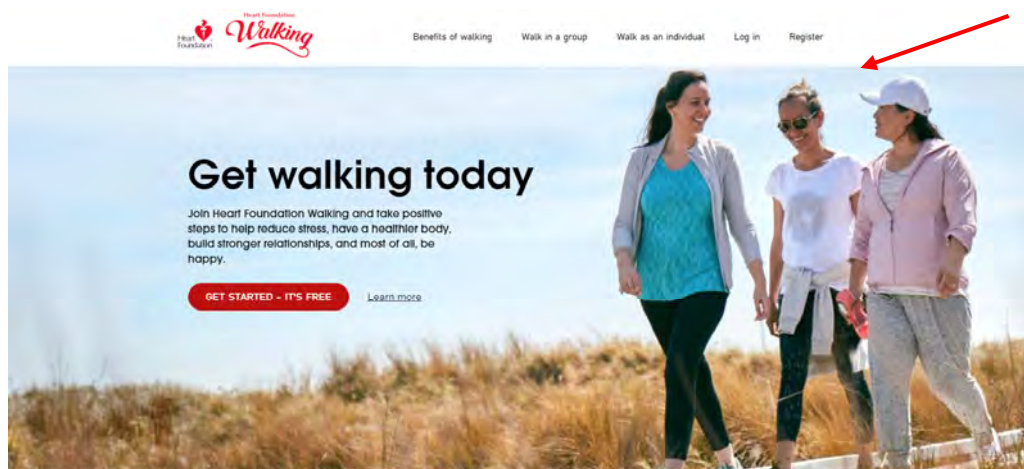 Heart Foundation
Heart
Foundation
Walking
Benefits of walking Walk in a group Walk as an individual Log in Register
Get walking today
Join Heart Foundation Walking and take positive
steps to help reduce stress, have a healthier body,
build stronger relationships, and most of all, be
happy.
GET STARTED - IT'S FREE Learn more